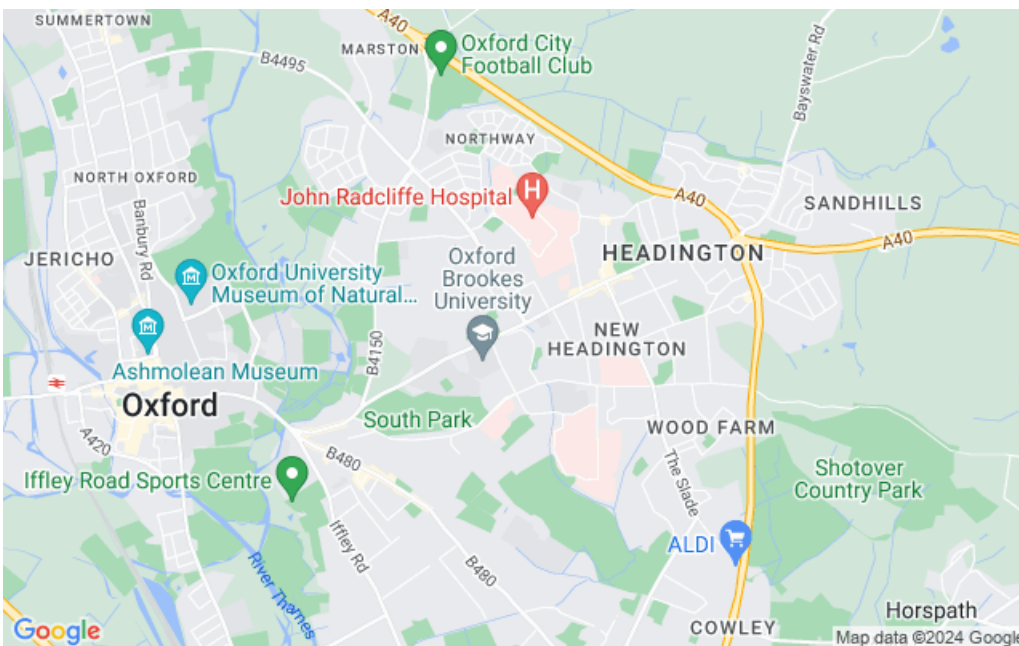 SUMMERTOWN
A40
MARSTON
Oxford City
Football Club
B4495
Bayswater Rd
NORTHWAY
NORTH OXFORD
John Radcliffe Hospital
H
A40
SANDHILLS
Banbury Rd
JERICHO
Oxford University
Museum of Natural...
Oxford
Brookes
University
HEADINGTON
A40
M
M
NEW
HEADINGTON
B4150
Ashmolean Museum
Oxford
South Park
WOOD FARM
A420
B480
Iffley Road Sports Centre
The Slade
Shotover
Country Park
Iffley Rd
ALDI
River Thames
B480
Horspath
COWLEY
Google
Map data ©2024 Google